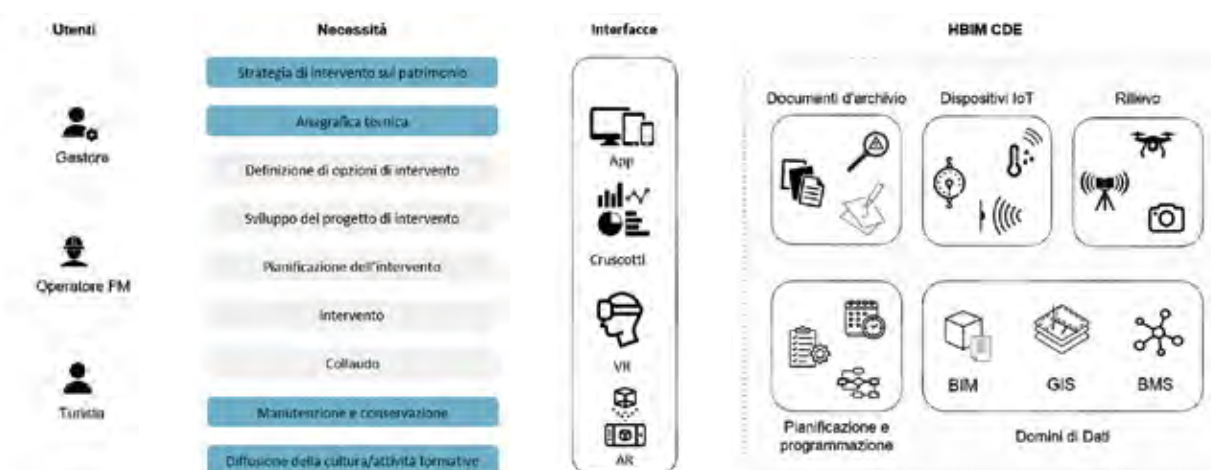 Utenti
Necessità
Interfacce
HBIM CDE
Gestore
Operatore FM
Turista
Strategia di intervento sul patrimonio
Anagrafica tecnica
Definizione di opzioni di intervento
Sviluppo del progetto di intervento
Pianificazione dell'intervento
Intervento
Collaudo
Manutenzione e conservazione
Diffusione della cultura/attività formative
App
Cruscotti
VR
AR
Documenti d'archivio
Dispositivi IoT
Rilievo
Pianificazione e
programmazione
BIM
GIS
BMS
Domini di Dati